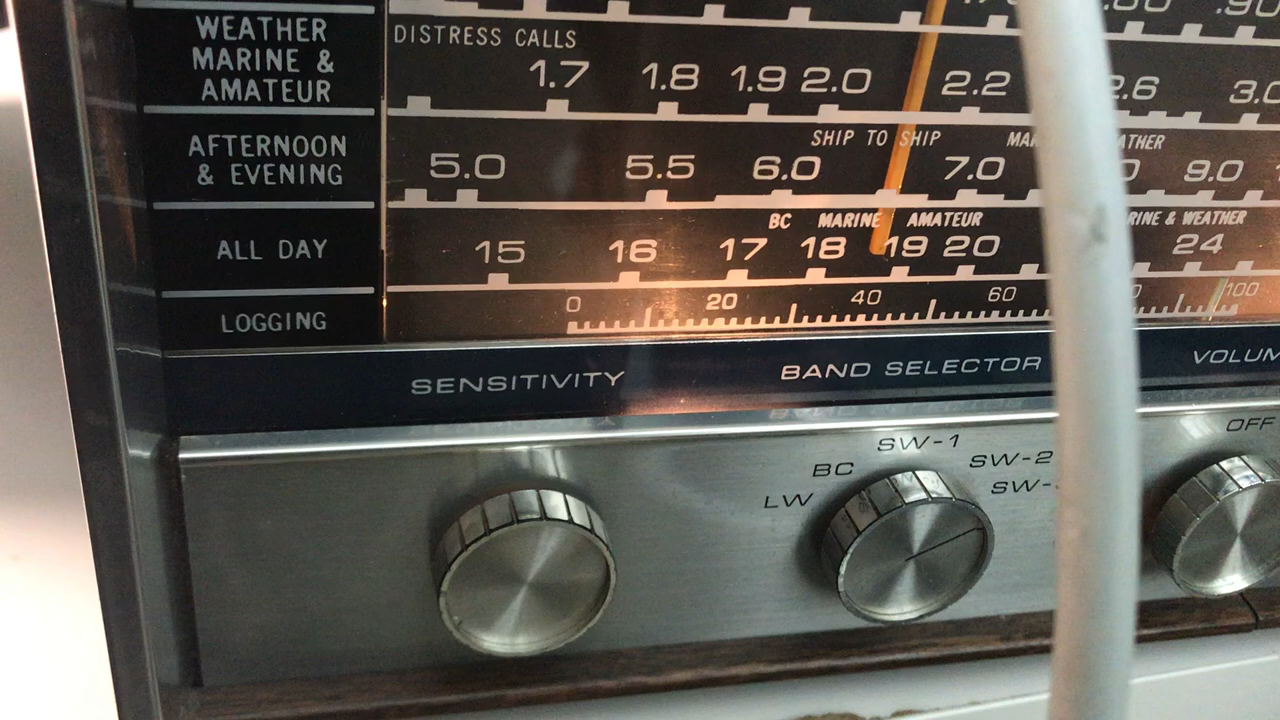 .90
WEATHER
MARINE &
AMATEUR
DISTRESS CALLS
1.7 1.8 1.9 2.0 2.2 2.6 3.0
AFTERNOON
& EVENING
SHIP TO SHIP
5.0 5.5 6.0 7.0 9.0
ALL DAY
BC MARINE AMATEUR & WEATHER
15 16 17 18 19 20 24
LOGGING
0 20 40 60 100
SENSITIVITY BAND SELECTOR
LW BC SW-1 SW-2 OFF